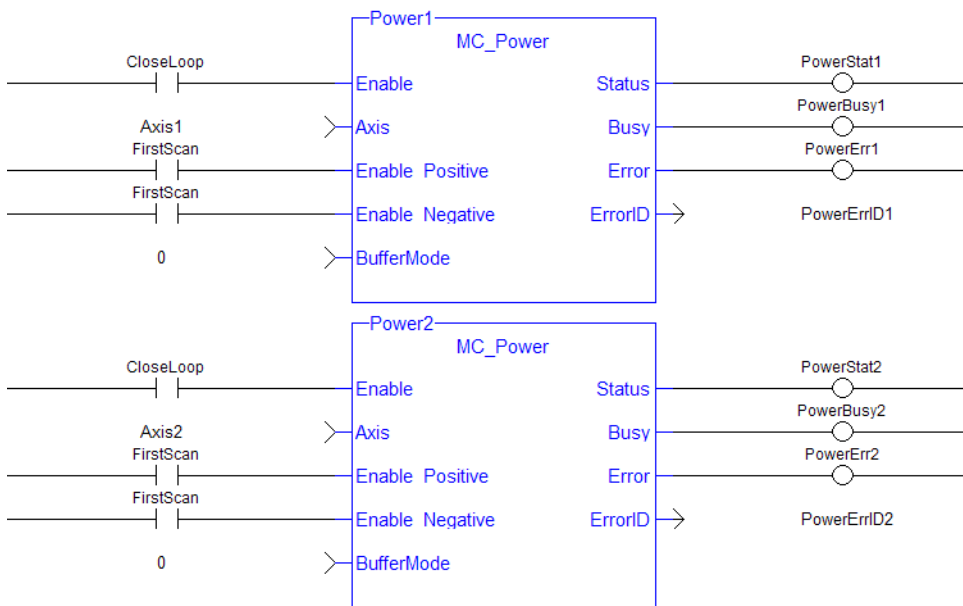 Power1
MC_Power
CloseLoop
Enable
Status
PowerStat1
Axis1
Axis
Busy
PowerBusy1
FirstScan
Enable Positive
Error
PowerErr1
FirstScan
Enable Negative
ErrorID
PowerErrID1
0
BufferMode
Power2
MC_Power
CloseLoop
Enable
Status
PowerStat2
Axis2
Axis
Busy
PowerBusy2
FirstScan
Enable Positive
Error
PowerErr2
FirstScan
Enable Negative
ErrorID
PowerErrID2
0
BufferMode